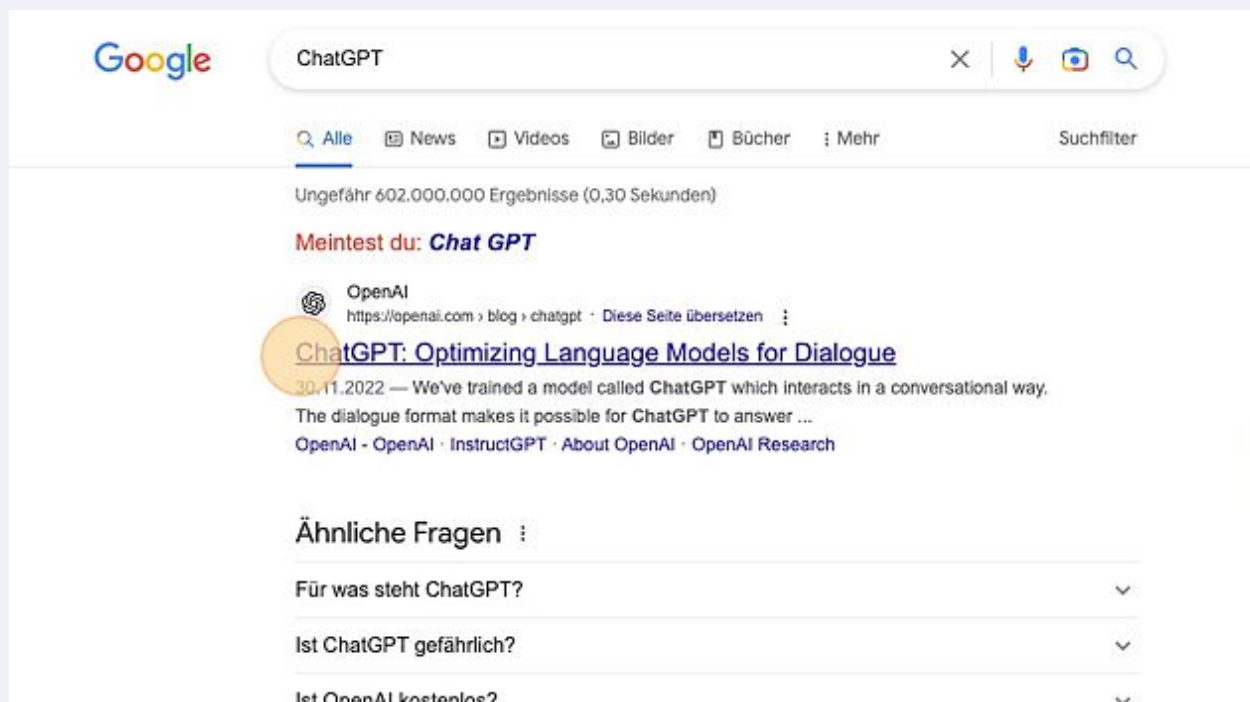 Google
ChatGPT
Alle News Videos Bilder Bücher Mehr Suchfilter
Ungefähr 602.000.000 Ergebnisse (0,30 Sekunden)
Meintest du: Chat GPT
OpenAI
https://openai.com › blog › chatgpt · Diese Seite übersetzen
ChatGPT: Optimizing Language Models for Dialogue
30.11.2022 — We've trained a model called ChatGPT which interacts in a conversational way.
The dialogue format makes it possible for ChatGPT to answer ...
OpenAI - OpenAI · InstructGPT · About OpenAI · OpenAI Research
Ähnliche Fragen
Für was steht ChatGPT?
Ist ChatGPT gefährlich?
Ist OpenAI kostenlos?